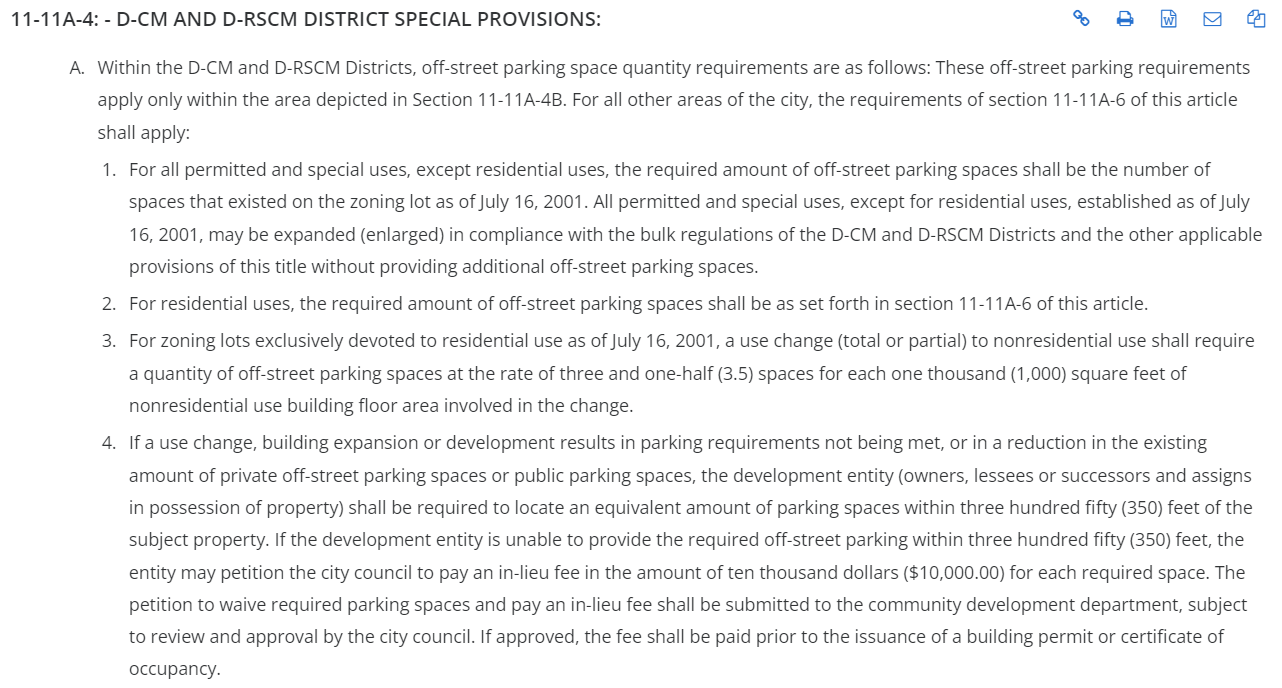 11-11A-4: - D-CM AND D-RSCM DISTRICT SPECIAL PROVISIONS:
A. Within the D-CM and D-RSCM Districts, off-street parking space quantity requirements are as follows: These off-street parking requirements
apply only within the area depicted in Section 11-11A-4B. For all other areas of the city, the requirements of section 11-11A-6 of this article
shall apply:
1. For all permitted and special uses, except residential uses, the required amount of off-street parking spaces shall be the number of
spaces that existed on the zoning lot as of July 16, 2001. All permitted and special uses, except for residential uses, established as of July
16, 2001, may be expanded (enlarged) in compliance with the bulk regulations of the D-CM and D-RSCM Districts and the other applicable
provisions of this title without providing additional off-street parking spaces.
2. For residential uses, the required amount of off-street parking spaces shall be as set forth in section 11-11A-6 of this article.
3. For zoning lots exclusively devoted to residential use as of July 16, 2001, a use change (total or partial) to nonresidential use shall require
a quantity of off-street parking spaces at the rate of three and one-half (3.5) spaces for each one thousand (1,000) square feet of
nonresidential use building floor area involved in the change.
4. If a use change, building expansion or development results in parking requirements not being met, or in a reduction in the existing
amount of private off-street parking spaces or public parking spaces, the development entity (owners, lessees or successors and assigns
in possession of property) shall be required to locate an equivalent amount of parking spaces within three hundred fifty (350) feet of the
subject property. If the development entity is unable to provide the required off-street parking within three hundred fifty (350) feet, the
entity may petition the city council to pay an in-lieu fee in the amount of ten thousand dollars ($10,000.00) for each required space. The
petition to waive required parking spaces and pay an in-lieu fee shall be submitted to the community development department, subject
to review and approval by the city council. If approved, the fee shall be paid prior to the issuance of a building permit or certificate of
occupancy.